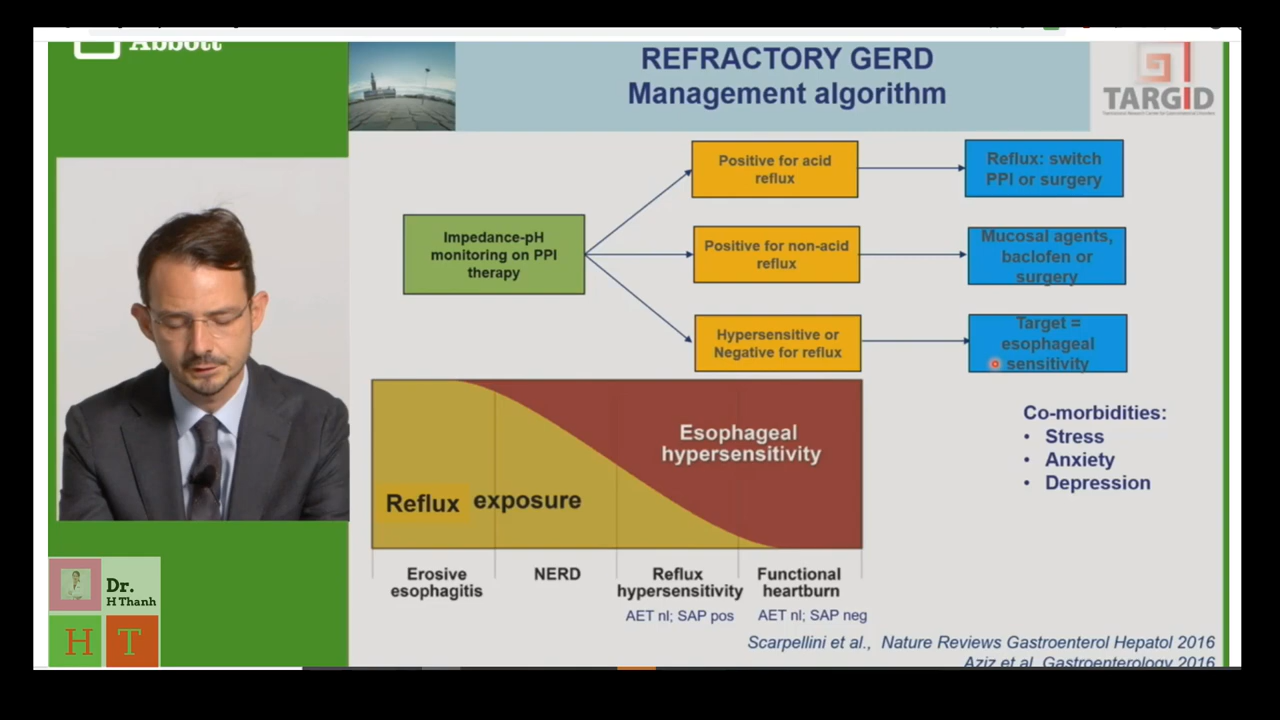 Abbott
REFRACTORY GERD
Management algorithm
TARGID
Positive for acid
reflux
Reflux: switch
PPI or surgery
Impedance-pH
monitoring on PPI
therapy
Positive for non-acid
reflux
Mucosal agents,
baclofen or
surgery
Hypersensitive or
Negative for reflux
Target =
esophageal
sensitivity
Esophageal
hypersensitivity
Reflux exposure
Co-morbidities:
• Stress
• Anxiety
• Depression
Erosive
esophagitis
NERD
Reflux
hypersensitivity
AET nl; SAP pos
Functional
heartburn
AET nl; SAP neg
Scarpellini et al., Nature Reviews Gastroenterol Hepatol 2016
Aziz et al. Gastroenterology 2016
Dr.
H Thanh
H T